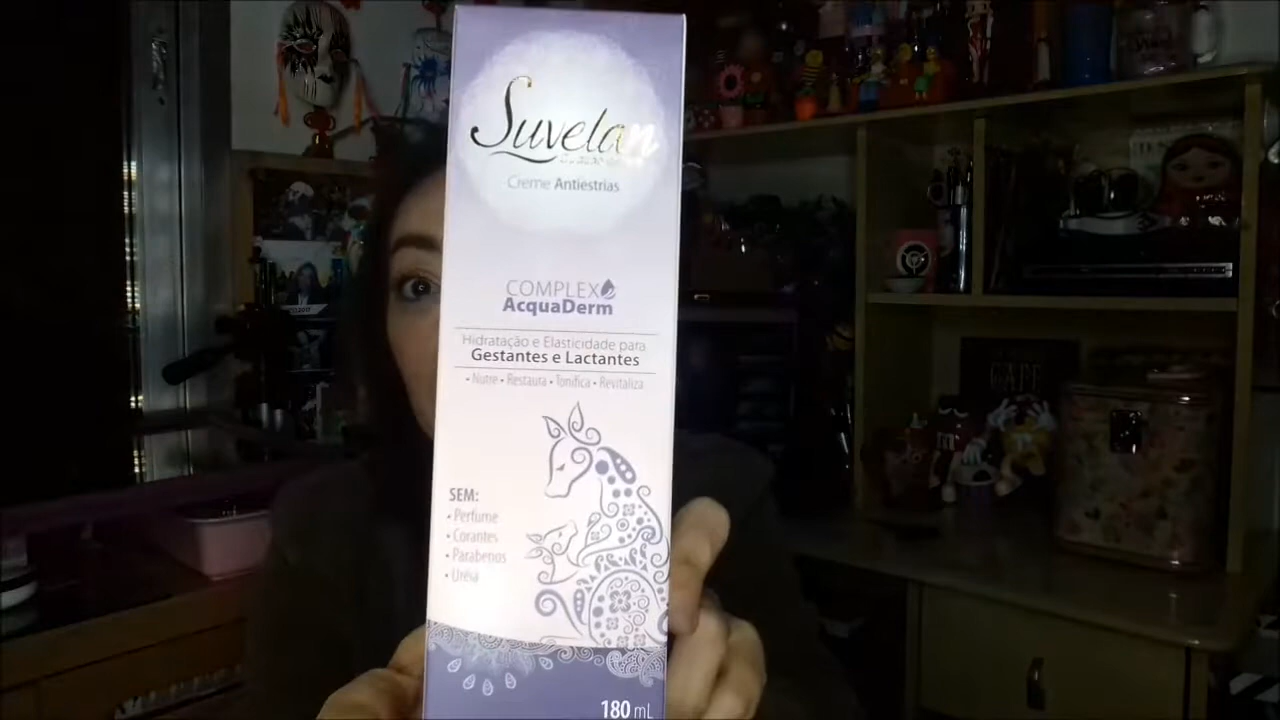 Suvelan
Creme Antiestrias
COMPLEX
AcquaDerm
Hidratação e Elasticidade para
Gestantes e Lactantes
• Nutre • Restaura • Tonifica • Revitaliza
SEM:
• Perfume
• Corantes
• Parabenos
• Uréia
180 mL